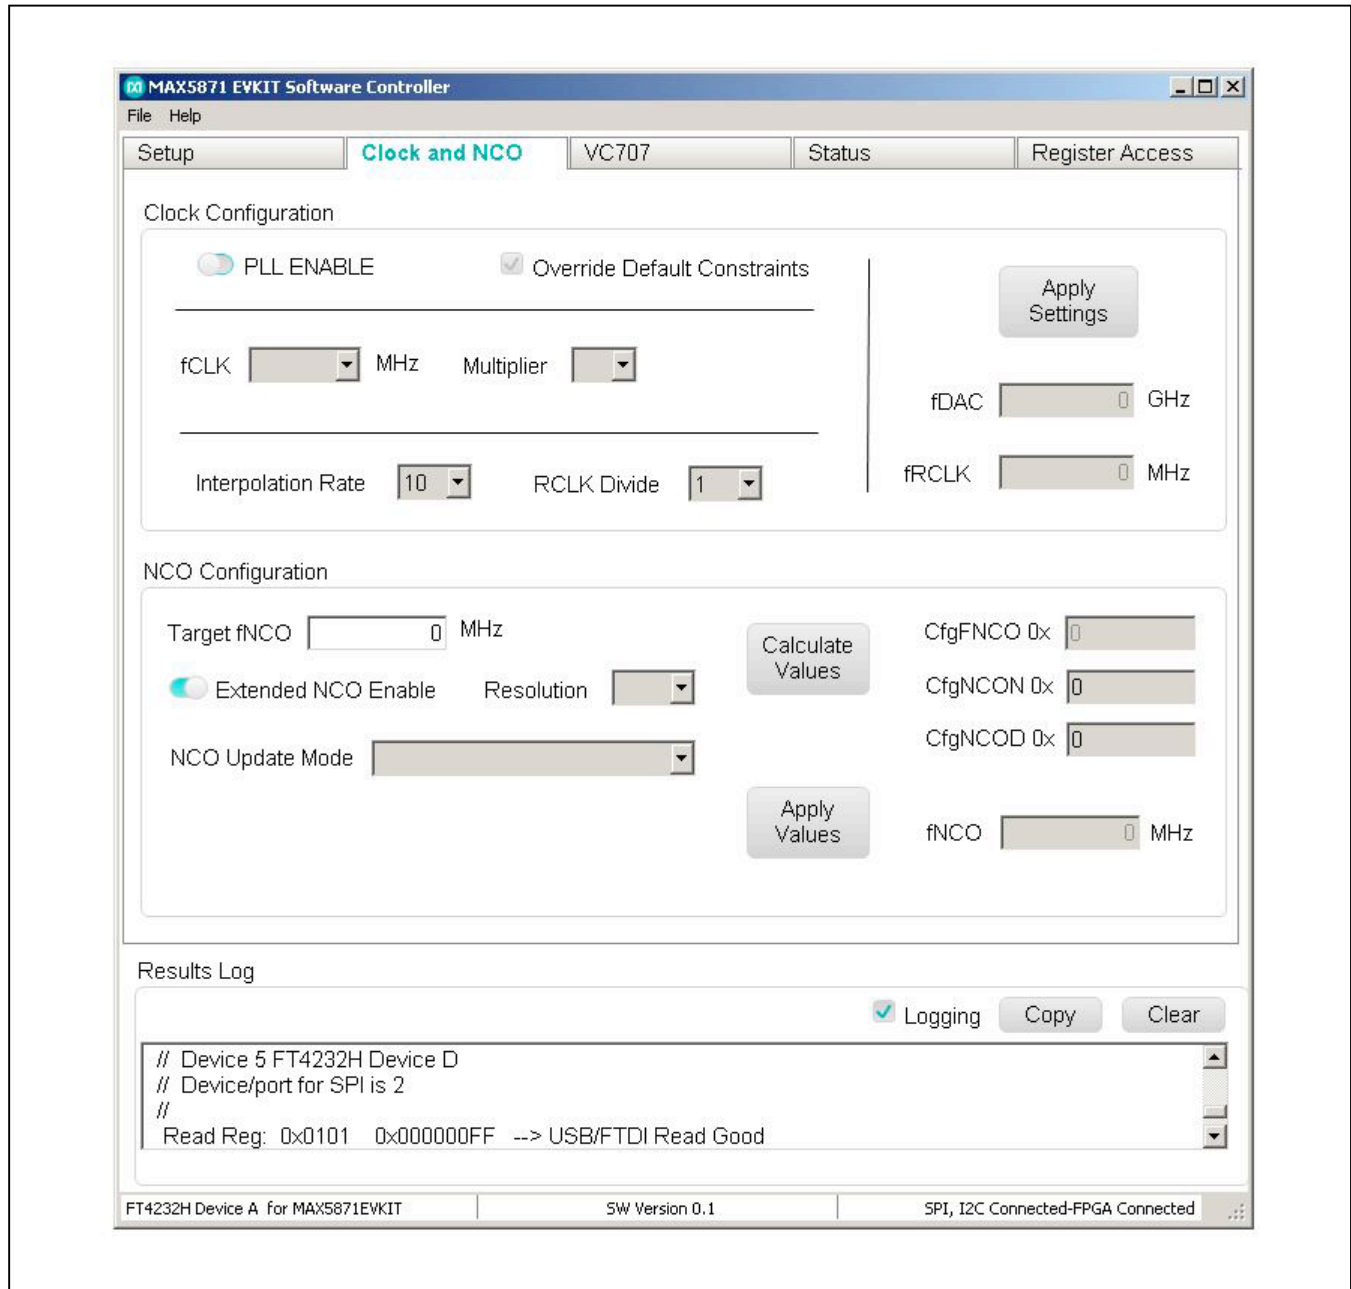 MAX5871 EVKIT Software Controller
File Help
Setup Clock and NCO VC707 Status Register Access
Clock Configuration
PLL ENABLE Override Default Constraints
Apply
Settings
fCLK MHz Multiplier
fDAC 0 GHz
Interpolation Rate 10 RCLK Divide 1
fRCLK 0 MHz
NCO Configuration
Target fNCO 0 MHz
Calculate
Values
CfgFNCO 0x 0
Extended NCO Enable Resolution
CfgNCON 0x 0
CfgNCOD 0x 0
NCO Update Mode
Apply
Values
fNCO 0 MHz
Results Log
Logging Copy Clear
// Device 5 FT4232H Device D
// Device/port for SPI is 2
//
Read Reg: 0x0101 0x000000FF --> USB/FTDI Read Good
FT4232H Device A for MAX5871EVKIT SW Version 0.1 SPI, I2C Connected-FPGA Connected